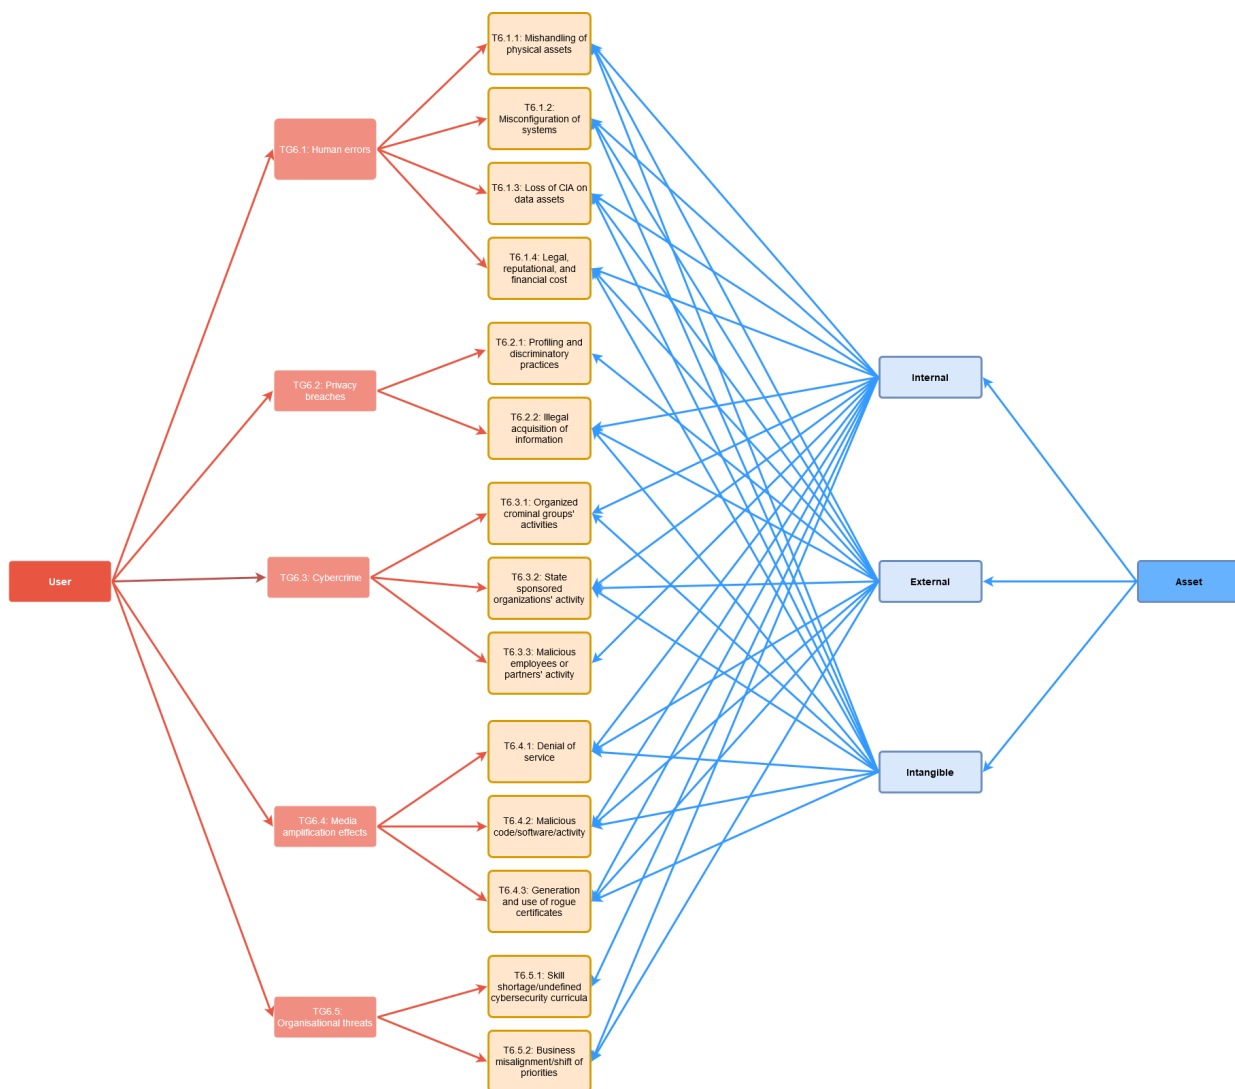 T6.1.1: Mishandling of
physical assets
T6.1.2:
Misconfiguration of
systems
TG6.1: Human errors
T6.1.3: Loss of CIA on
data assets
T6.1.4: Legal,
reputational, and
financial cost
T6.2.1: Profiling and
discriminatory
practices
TG6.2: Privacy
breaches
T6.2.2: Illegal
acquisition of
information
Internal
T6.3.1: Organized
crominal groups'
activities
User
TG6.3: Cybercrime
T6.3.2: State
sponsored
organizations' activity
External
Asset
T6.3.3: Malicious
employees or
partners' activity
T6.4.1: Denial of
service
Intangible
TG6.4: Media
amplification effects
T6.4.2: Malicious
code/software/activity
T6.4.3: Generation
and use of rogue
certificates
T6.5.1: Skill
shortage/undefined
cybersecurity curricula
TG6.5:
Organisational threats
T6.5.2: Business
misalignment/shift of
priorities